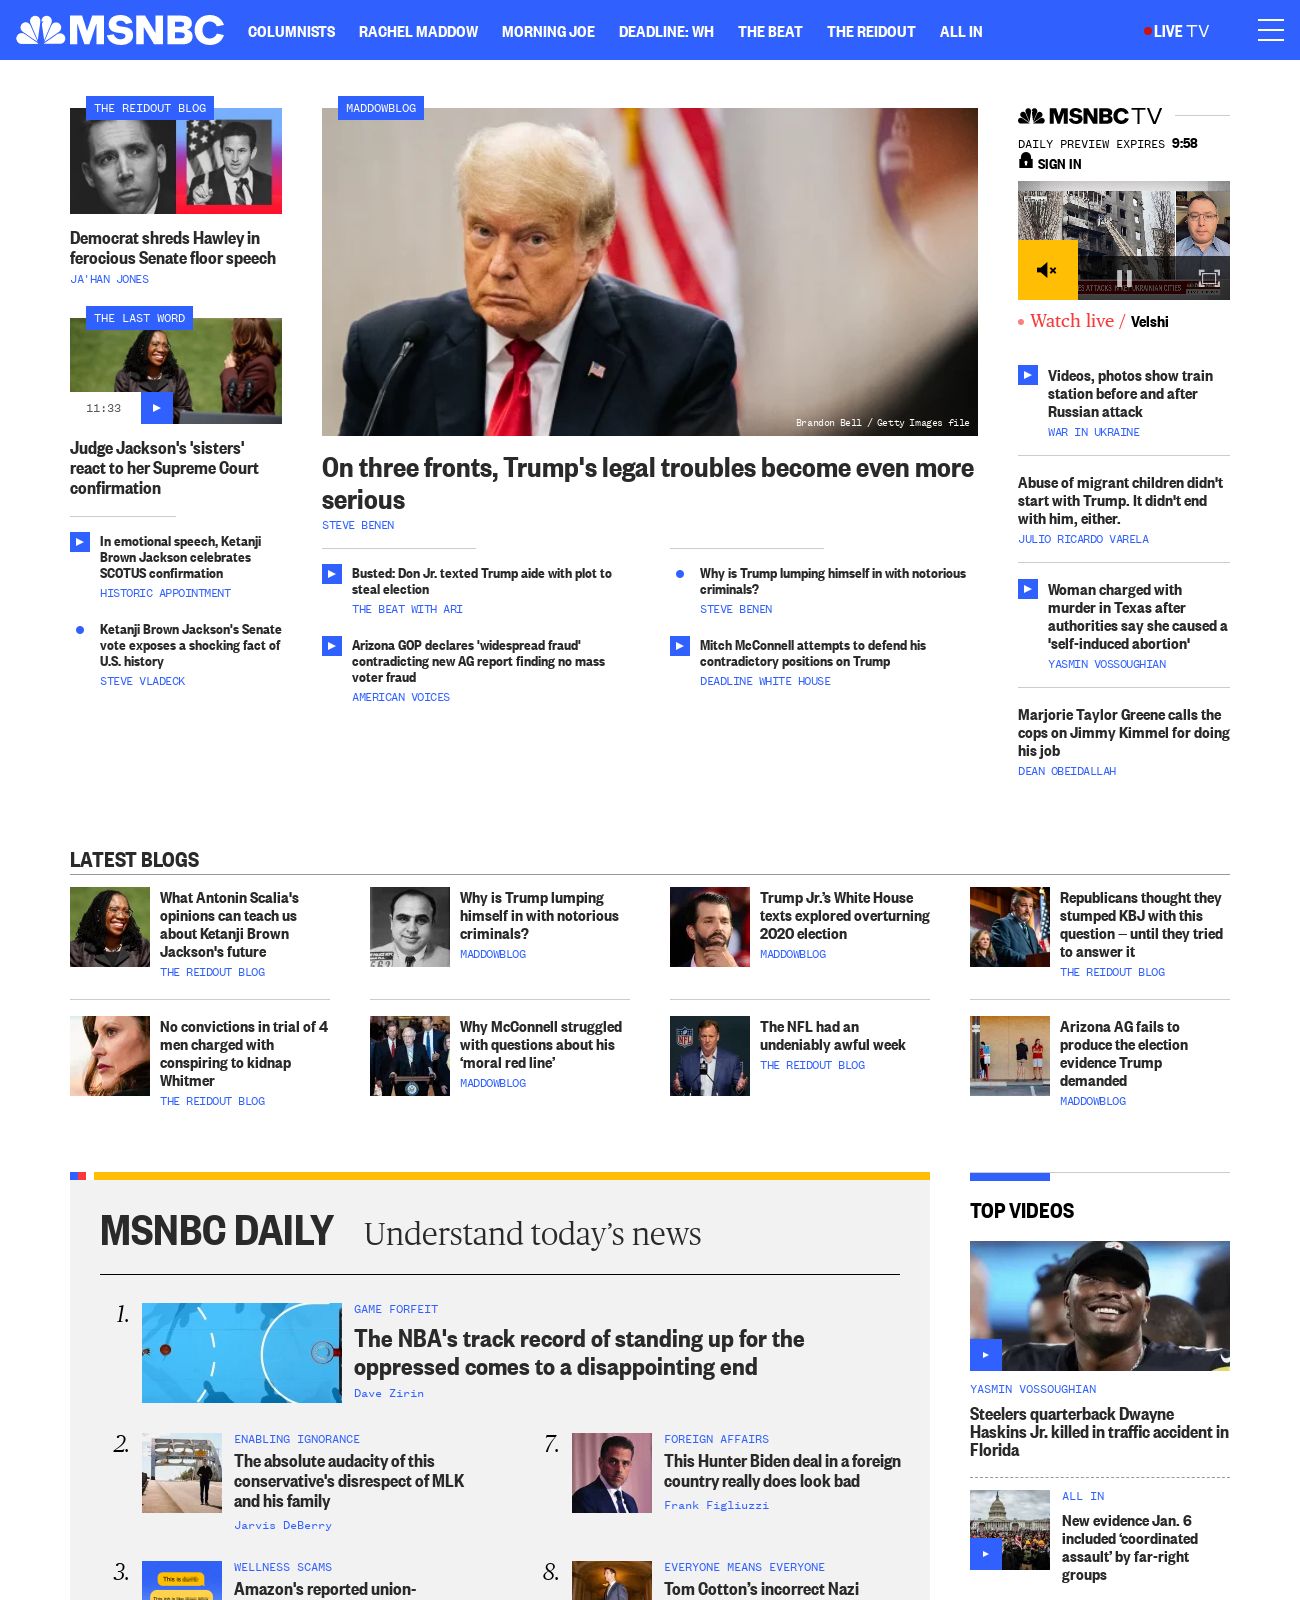 MSNBC
COLUMNISTS
RACHEL MADDOW
MORNING JOE
DEADLINE: WH
THE BEAT
THE REIDOUT
ALL IN
LIVE TV
THE REIDOUT BLOG
Democrat shreds Hawley in
ferocious Senate floor speech
JA'HAN JONES
THE LAST WORD
11:33
Judge Jackson's 'sisters'
react to her Supreme Court
confirmation
In emotional speech, Ketanji
Brown Jackson celebrates
SCOTUS confirmation
HISTORIC APPOINTMENT
Ketanji Brown Jackson's Senate
vote exposes a shocking fact of
U.S. history
STEVE VLADECK
MADDOWBLOG
Brandon Bell / Getty Images file
On three fronts, Trump's legal troubles become even more
serious
STEVE BENEN
Busted: Don Jr. texted Trump aide with plot to
steal election
THE BEAT WITH ARI
Arizona GOP declares 'widespread fraud'
contradicting new AG report finding no mass
voter fraud
AMERICAN VOICES
Why is Trump lumping himself in with notorious
criminals?
STEVE BENEN
Mitch McConnell attempts to defend his
contradictory positions on Trump
DEADLINE WHITE HOUSE
MSNBC TV
DAILY PREVIEW EXPIRES 9:58
SIGN IN
UKRAINIAN CITIES
Watch live / Velshi
Videos, photos show train
station before and after
Russian attack
WAR IN UKRAINE
Abuse of migrant children didn't
start with Trump. It didn't end
with him, either.
JULIO RICARDO VARELA
Woman charged with
murder in Texas after
authorities say she caused a
'self-induced abortion'
YASMIN VOSSOUGHIAN
Marjorie Taylor Greene calls the
cops on Jimmy Kimmel for doing
his job
DEAN OBEIDALLAH
LATEST BLOGS
What Antonin Scalia's
opinions can teach us
about Ketanji Brown
Jackson's future
THE REIDOUT BLOG
Why is Trump lumping
himself in with notorious
criminals?
MADDOWBLOG
Trump Jr.’s White House
texts explored overturning
2020 election
MADDOWBLOG
Republicans thought they
stumped KBJ with this
question — until they tried
to answer it
THE REIDOUT BLOG
No convictions in trial of 4
men charged with
conspiring to kidnap
Whitmer
THE REIDOUT BLOG
Why McConnell struggled
with questions about his
‘moral red line’
MADDOWBLOG
NFL
The NFL had an
undeniably awful week
THE REIDOUT BLOG
Arizona AG fails to
produce the election
evidence Trump
demanded
MADDOWBLOG
MSNBC DAILY
Understand today’s news
1.
GAME FORFEIT
The NBA's track record of standing up for the
oppressed comes to a disappointing end
Dave Zirin
2.
ENABLING IGNORANCE
The absolute audacity of this
conservative's disrespect of MLK
and his family
Jarvis DeBerry
7.
FOREIGN AFFAIRS
This Hunter Biden deal in a foreign
country really does look bad
Frank Figliuzzi
3.
This is dumb
WELLNESS SCAMS
Amazon's reported union-
8.
EVERYONE MEANS EVERYONE
Tom Cotton’s incorrect Nazi
TOP VIDEOS
YASMIN VOSSOUGHIAN
Steelers quarterback Dwayne
Haskins Jr. killed in traffic accident in
Florida
ALL IN
New evidence Jan. 6
included ‘coordinated
assault’ by far-right
groups